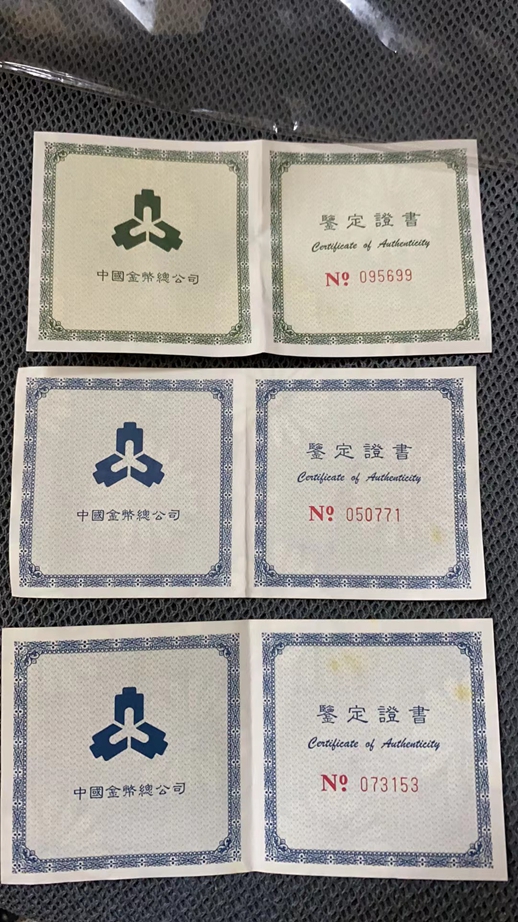 中國金幣總公司
鑒定證書
Certificate of Authenticity
Nº 095699
中國金幣總公司
鑒定證書
Certificate of Authenticity
Nº 050771
中國金幣總公司
鑒定證書
Certificate of Authenticity
Nº 073153